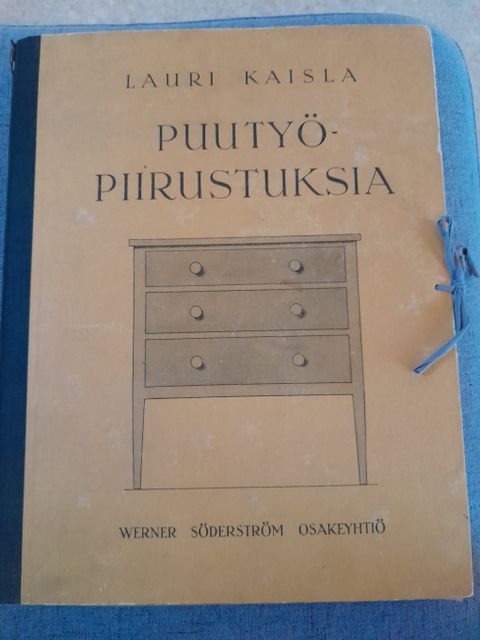 LAURI KAISLA
PUUTYÖ-
PIIRUSTUKSIA
WERNER SÖDERSTRÖM OSAKEYHTIÖ